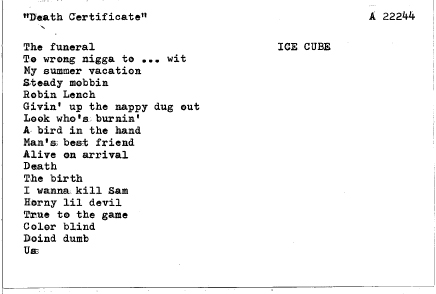 "Death Certificate" A 22244
The funeral ICE CUBE
To wrong nigga to ... wit
My summer vacation
Steady mobbin
Robin Lench
Givin' up the nappy dug out
Look who's burnin'
A bird in the hand
Man's best friend
Alive on arrival
Death
The birth
I wanna kill Sam
Horny lil devil
True to the game
Color blind
Doind dumb
Us